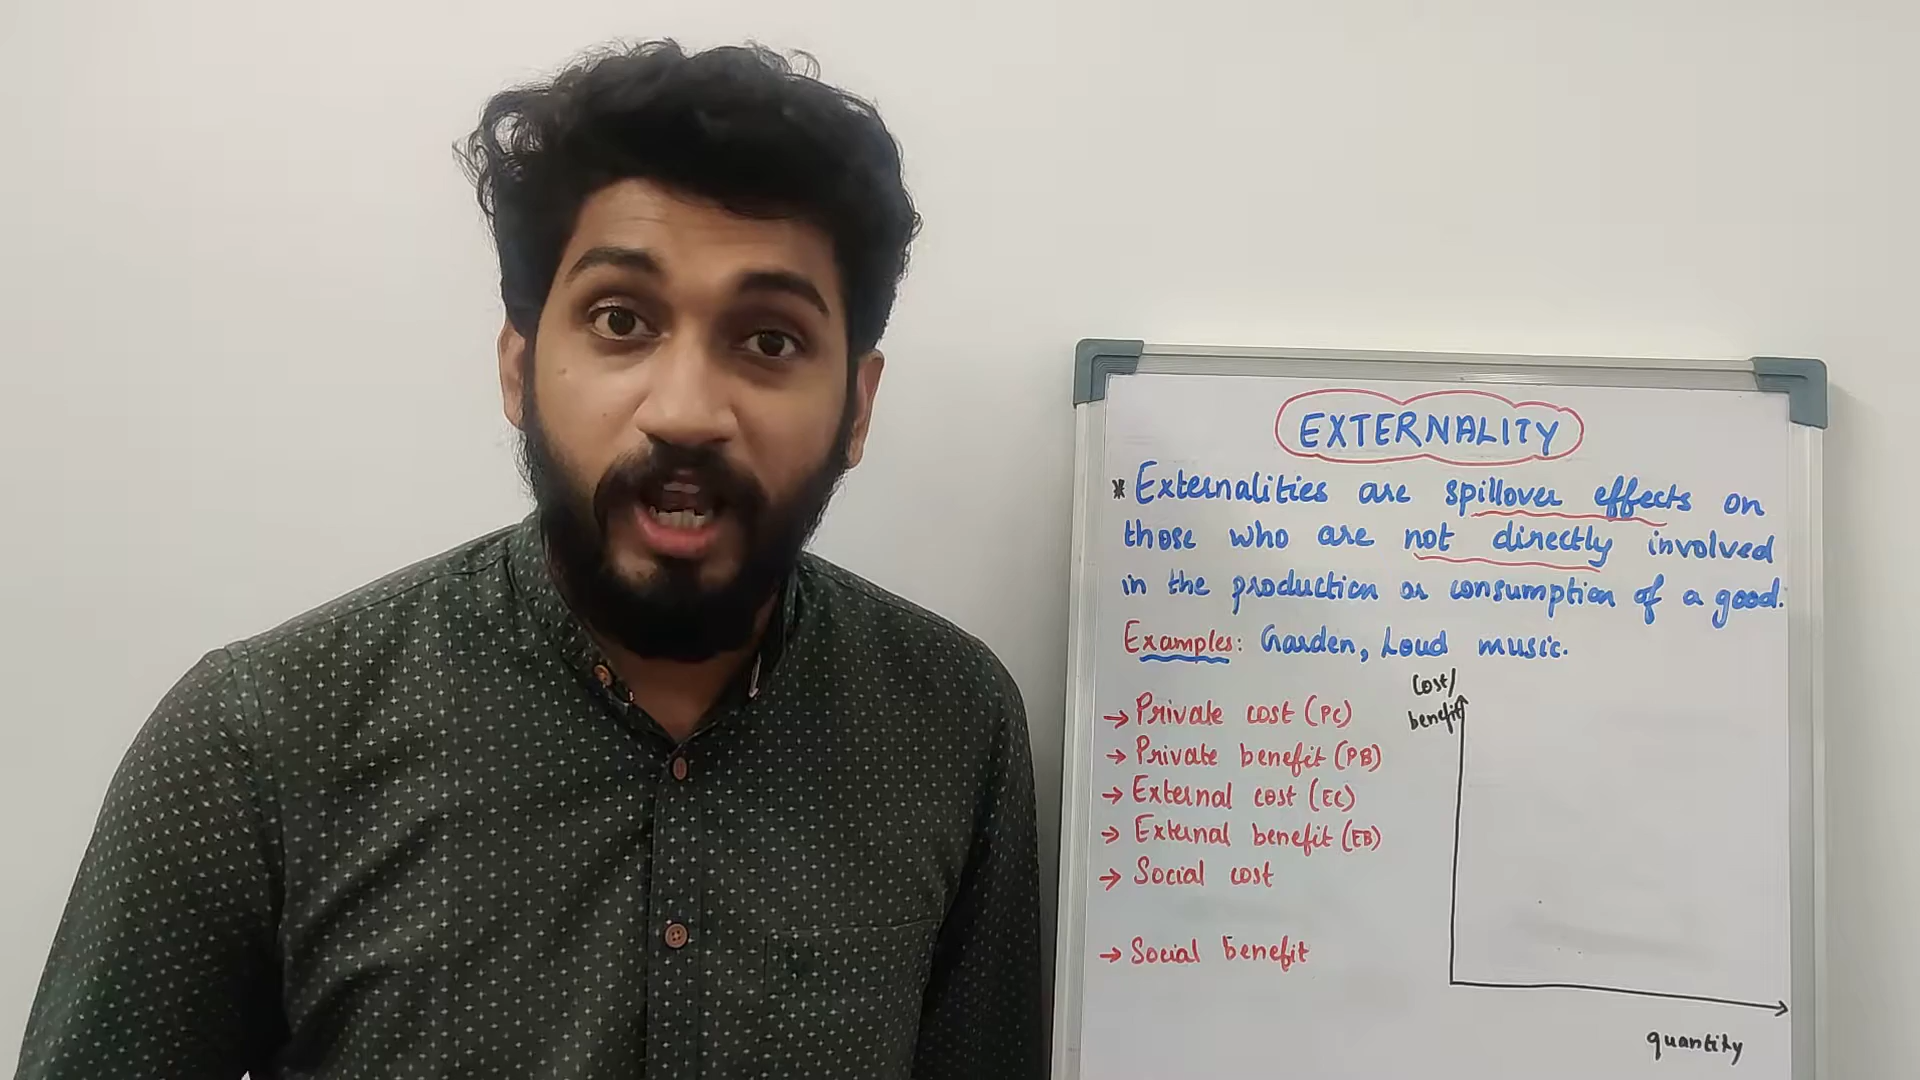 EXTERNALITY
* Externalities are spillover effects on
those who are not directly involved
in the production or consumption of a good.
Examples: Garden, Loud music.
→ Private cost (PC)
→ Private benefit (PB)
→ External cost (EC)
→ External benefit (EB)
→ Social cost
→ Social benefit
Cost/
benefit
quantity